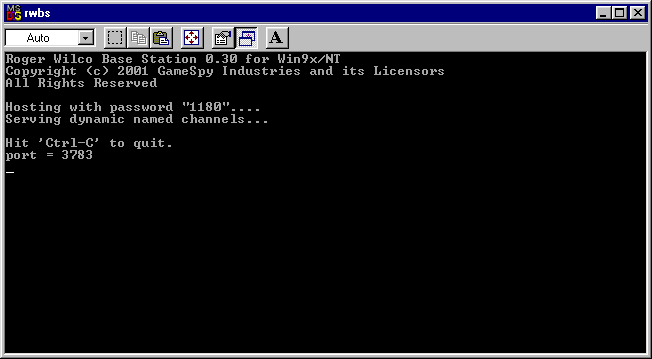 rwbs
Auto
A
Roger Wilco Base Station 0.30 for Win9x/NT
Copyright (c) 2001 GameSpy Industries and its Licensors
All Rights Reserved
Hosting with password "1180"....
Serving dynamic named channels...
Hit 'Ctrl-C' to quit.
port = 3783